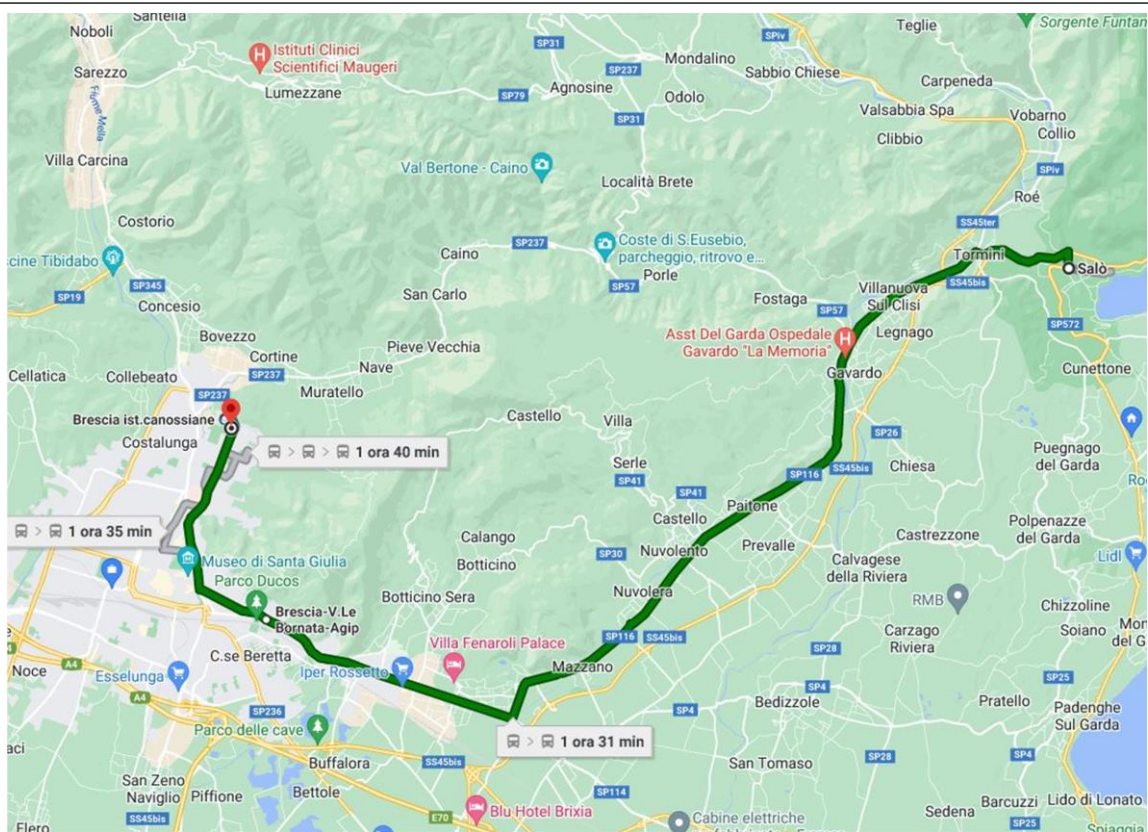 Noboli
Santella
Teglie
Sorgente Funtan
SP31
SPiv
Istituti Clinici
Scientifici Maugeri
Mondalino
SP237
Sabbio Chiese
Carpeneda
Sarezzo
Lumezzane
SP79
Agnosine
Odolo
Valsabbia Spa
Vobarno
Collio
Fiume Mella
SP31
Clibbio
Villa Carcina
Val Bertone - Caino
SPiv
Località Brete
Roé
Costorio
SS45ter
Coste di S.Eusebio,
parcheggio, ritrovo e...
SP237
Caino
Tormini
Salò
scine Tibidabo
Porle
SP57
SS45bis
SP345
SP19
Concesio
San Carlo
Fostaga
SP57
Villanuova
Sul Clisi
SP572
Bovezzo
Asst Del Garda Ospedale
Gavardo "La Memoria"
Legnago
Cortine
Pieve Vecchia
SP237
Nave
Cellatica
Collebeato
Gavardo
Cunettone
SP237
Muratello
Brescia ist.canossiane
Castello
Villa
Costalunga
SP26
Puegnago
del Garda
1 ora 40 min
Serle
SP116
SS45bis
Chiesa
SP41
SP41
Paitone
1 ora 35 min
Castello
Polpenazze
del Garda
Calango
Prevalle
Castrezzone
Museo di Santa Giulia
Botticino
SP30
Nuvolento
Lidl
Parco Ducos
Calvagese
della Riviera
Botticino Sera
Nuvolera
RMB
Brescia-V.Le
Bornata-Agip
Chizzoline
Soiano
Villa Fenaroli Palace
SP116
SS45bis
Carzago
Riviera
C.se Beretta
SP28
Noce
A4
Iper Rossetto
Mazzano
Esselunga
SP25
A4
SP4
Bedizzole
SP4
Pratello
SP236
Padenghe
Sul Garda
Parco delle cave
1 ora 31 min
Buffalora
SS45bis
San Tomaso
SP28
SP4
San Zeno
Naviglio
Piffione
Bettole
SP114
Barcuzzi
Lido di Lonato
E70
Blu Hotel Brixia
Sedena
Flero
Cabine elettriche
SP25
Spiaggia